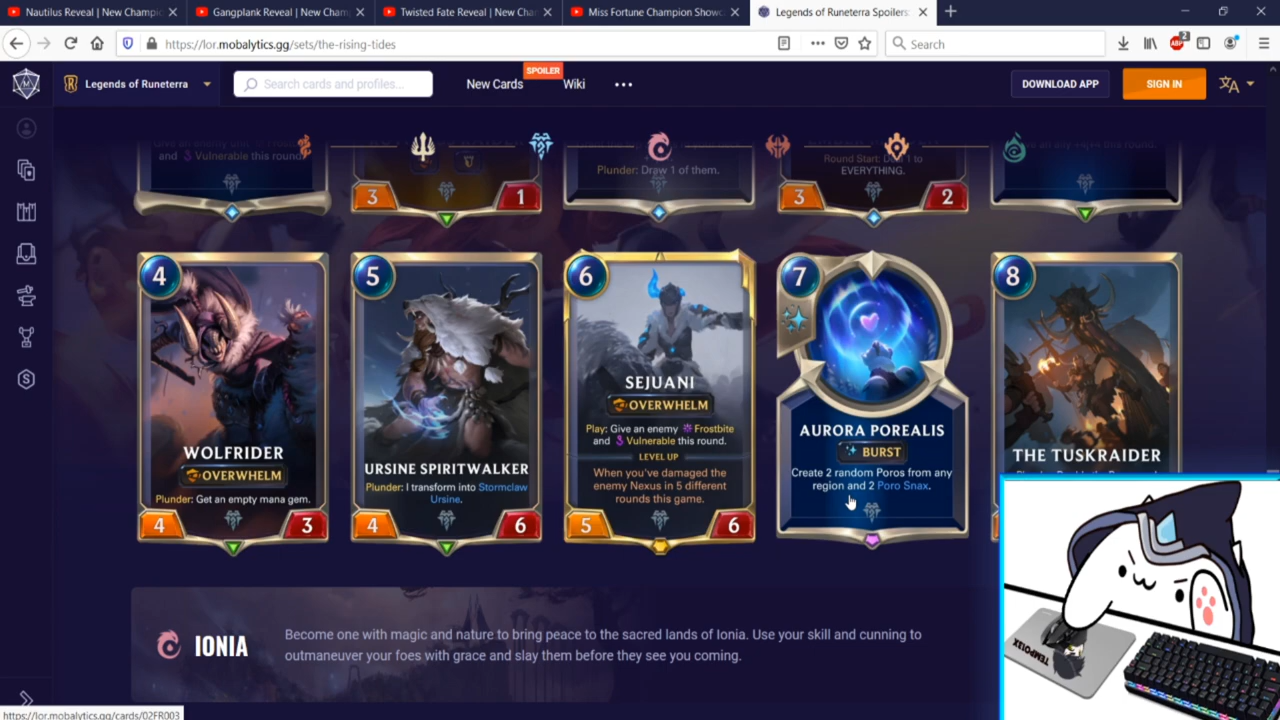 Nautilus Reveal | New Champio
Gangplank Reveal | New Cham
Twisted Fate Reveal | New Cha
Miss Fortune Champion Showc
Legends of Runeterra Spoilers
https://lor.mobalytics.gg/sets/the-rising-tides
Search
ABP 2
Legends of Runeterra
Search cards and profiles...
New Cards
SPOILER
Wiki
DOWNLOAD APP
SIGN IN
and Vulnerable this round.
3 1
Plunder: Draw 1 of them.
Round Start: Draw 1 to
EVERYTHING.
3 2
4
WOLFRIDER
OVERWHELM
Plunder: Get an empty mana gem.
4 3
5
URSINE SPIRITWALKER
Plunder: I transform into Stormclaw
Ursine.
4 6
6
SEJUANI
OVERWHELM
Play: Give an enemy Frostbite
and Vulnerable this round.
LEVEL UP
When you've damaged the
enemy Nexus in 5 different
rounds this game.
5 6
7
AURORA POREALIS
BURST
Create 2 random Poros from any
region and 2 Poro Snax.
8
THE TUSKRAIDER
IONIA
Become one with magic and nature to bring peace to the sacred lands of Ionia. Use your skill and cunning to
outmaneuver your foes with grace and slay them before they see you coming.
TEMPO13X
https://lor.mobalytics.gg/cards/02FR003